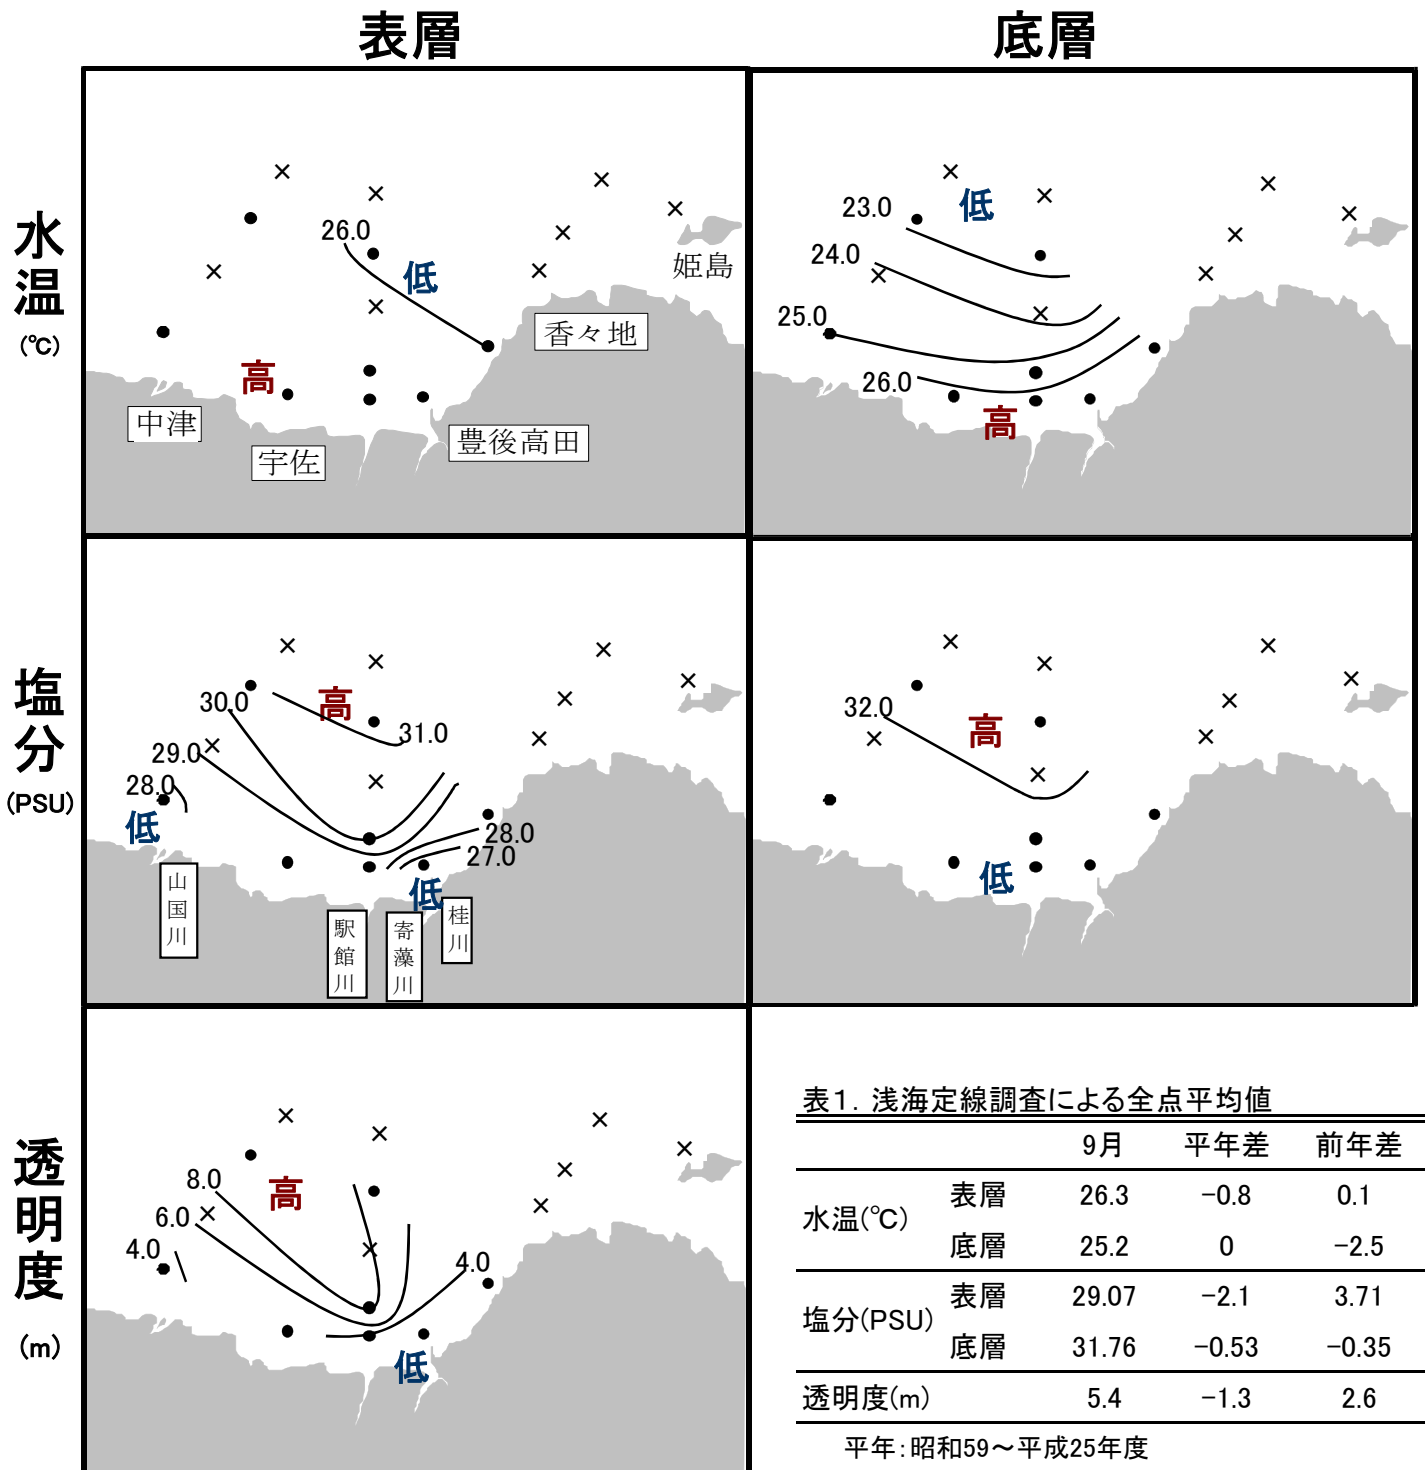 表層
底層
水温
(℃)
26.0
低
高
姫島
香々地
中津
宇佐
豊後高田
23.0
低
24.0
25.0
26.0
高
塩分
(PSU)
30.0
高
31.0
29.0
28.0
低
28.0
27.0
低
山国川
駅館川
寄藻川
桂川
32.0
高
低
透明度
(m)
8.0
高
6.0
4.0
4.0
低
表1. 浅海定線調査による全点平均値
9月 平年差 前年差
水温(℃) 表層 26.3 -0.8 0.1
底層 25.2 0 -2.5
塩分(PSU) 表層 29.07 -2.1 3.71
底層 31.76 -0.53 -0.35
透明度(m) 5.4 -1.3 2.6
平年:昭和59～平成25年度